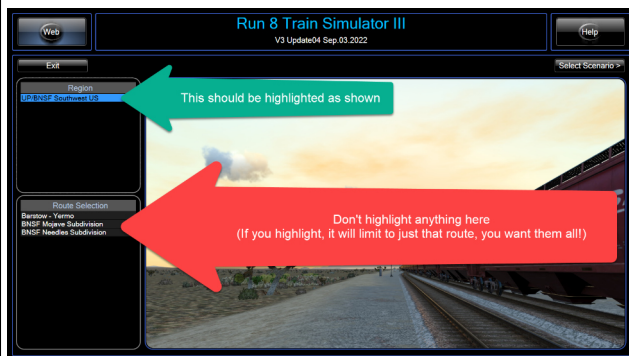 Web
Run 8 Train Simulator III
V3 Update04 Sep.03.2022
Help
Exit
Select Scenario >
Region
UP/BNSF Southwest US
This should be highlighted as shown
Route Selection
Barstow - Yermo
BNSF Mojave Subdivision
BNSF Needles Subdivision
Don't highlight anything here
(If you highlight, it will limit to just that route, you want them all!)